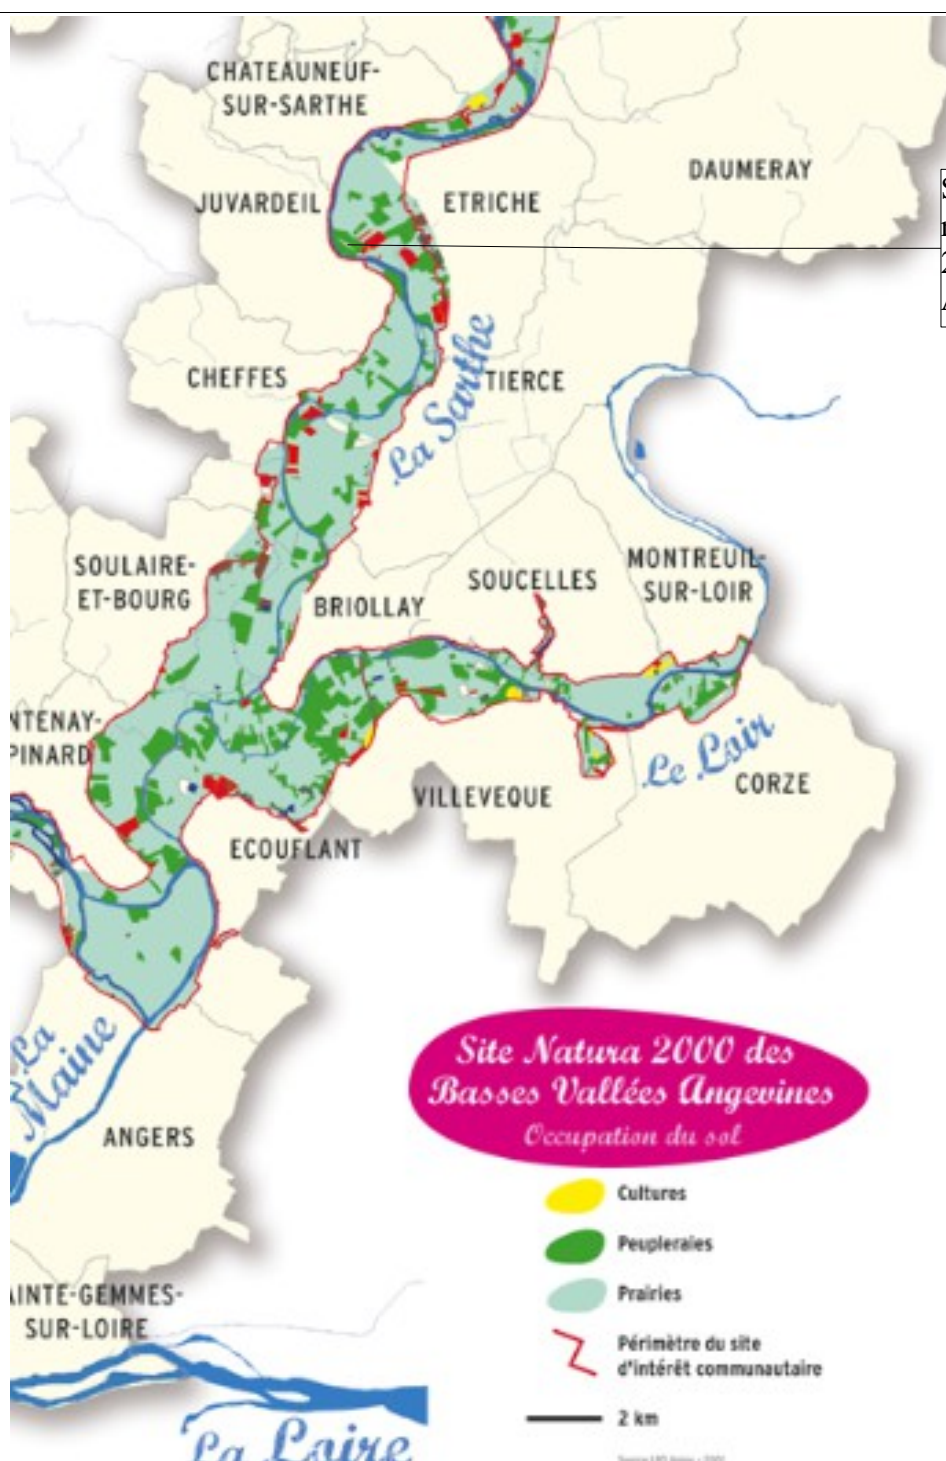 CHATEAUNEUF-
SUR-SARTHE
DAUMERAY
JUVARDEIL
ETRICHE
La Sarthe
CHEFFES
TIERCE
SOULAIRE-
ET-BOURG
SOUCELLES
MONTREUIL-
SUR-LOIR
BRIOLLAY
NTENAY-
PINARD
Le Loir
CORZE
VILLEVEQUE
ECOUFLANT
La
Maine
ANGERS
Site Natura 2000 des
Basses Vallées Angevines
Occupation du sol
Cultures
Peupleraies
Prairies
Périmètre du site
d'intérêt communautaire
2 km
AINTE-GEMMES-
SUR-LOIRE
La Loire